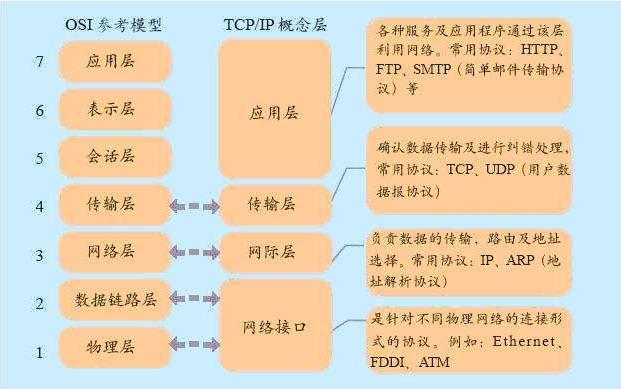 OSI 参考模型
TCP/IP 概念层
7
应用层
6
表示层
5
会话层
4
传输层
3
网络层
2
数据链路层
1
物理层
应用层
传输层
网际层
网络接口
各种服务及应用程序通过该层
利用网络。常用协议：HTTP、
FTP、SMTP（简单邮件传输协
议）等
确认数据传输及进行纠错处理，
常用协议：TCP、UDP（用户数
据报协议）
负责数据的传输，路由及地址
选择。常用协议：IP、ARP（地
址解析协议）
是针对不同物理网络的连接形
式的协议。例如：Ethernet、
FDDI、ATM